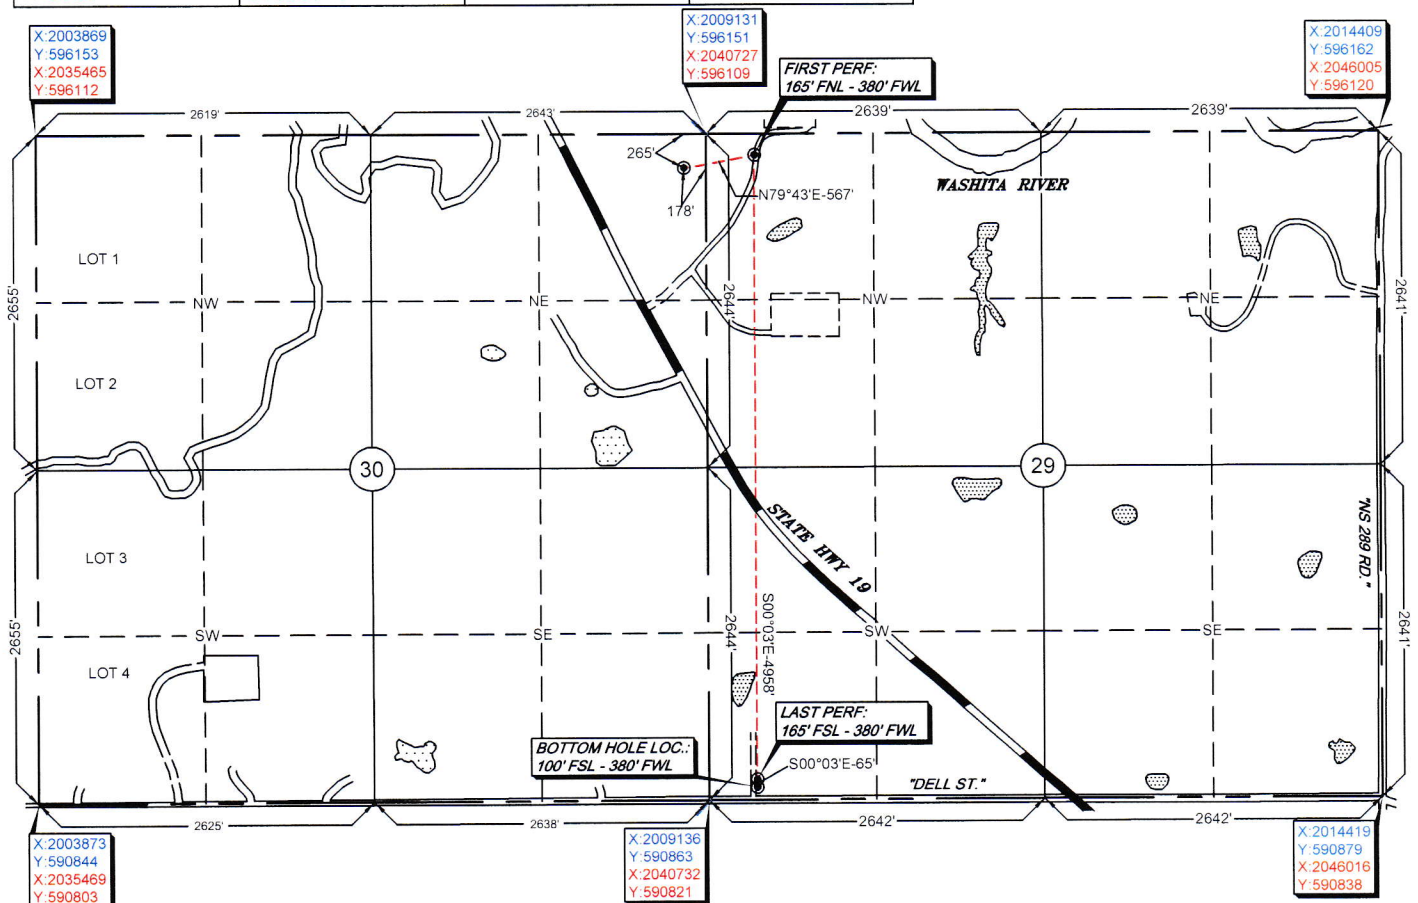 X:2003869
Y:596153
X:2035465
Y:596112
X:2009131
Y:596151
X:2040727
Y:596109
X:2014409
Y:596162
X:2046005
Y:596120
FIRST PERF:
165' FNL - 380' FWL
2619'
2643'
2639'
2639'
265'
178'
N79°43'E-567'
WASHITA RIVER
LOT 1
NW
NE
2644'
NW
NE
2655'
2641'
LOT 2
30
29
STATE HWY 19
"NS 289 RD."
LOT 3
SW
SE
2644'
S00°03'E-4958'
SW
SE
2655'
2641'
LOT 4
LAST PERF:
165' FSL - 380' FWL
BOTTOM HOLE LOC.:
100' FSL - 380' FWL
S00°03'E-65'
"DELL ST."
2625'
2638'
2642'
2642'
X:2003873
Y:590844
X:2035469
Y:590803
X:2009136
Y:590863
X:2040732
Y:590821
X:2014419
Y:590879
X:2046016
Y:590838